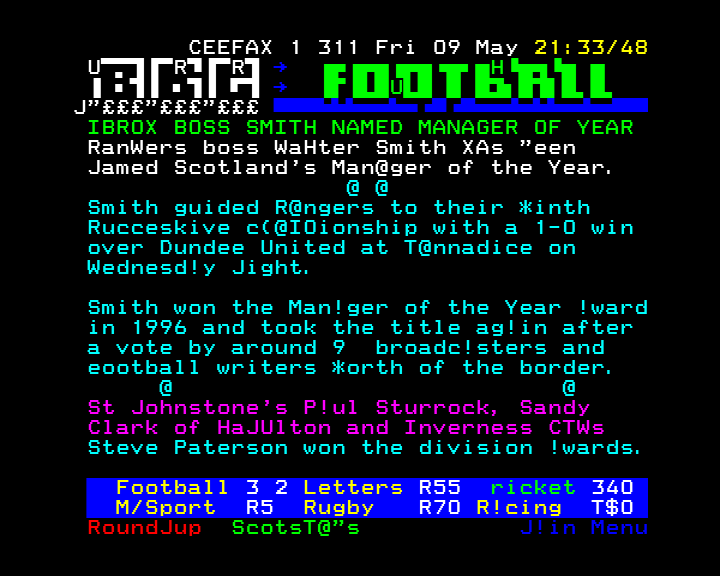 CEEFAX 1 311 Fri 09 May 21:33/48
BBC FOOTBALL
J"£££"£££"£££
IBROX BOSS SMITH NAMED MANAGER OF YEAR
RanWers boss WaHter Smith XAs "een
Jamed Scotland's Man@ger of the Year.
@ @
Smith guided R@ngers to their *inth
Rucceskive c(@IOionship with a 1-0 win
over Dundee United at T@nnadice on
Wednesd!y Jight.
Smith won the Man!ger of the Year !ward
in 1996 and took the title ag!in after
a vote by around 9  broadc!sters and
eootball writers *orth of the border.
@ @
St Johnstone's P!ul Sturrock, Sandy
Clark of HaJUlton and Inverness CTWs
Steve Paterson won the division !wards.
Football 3 2 Letters R55 ricket 340
M/Sport R5 Rugby R70 R!cing T$0
RoundJup ScotsT@"s J!in Menu